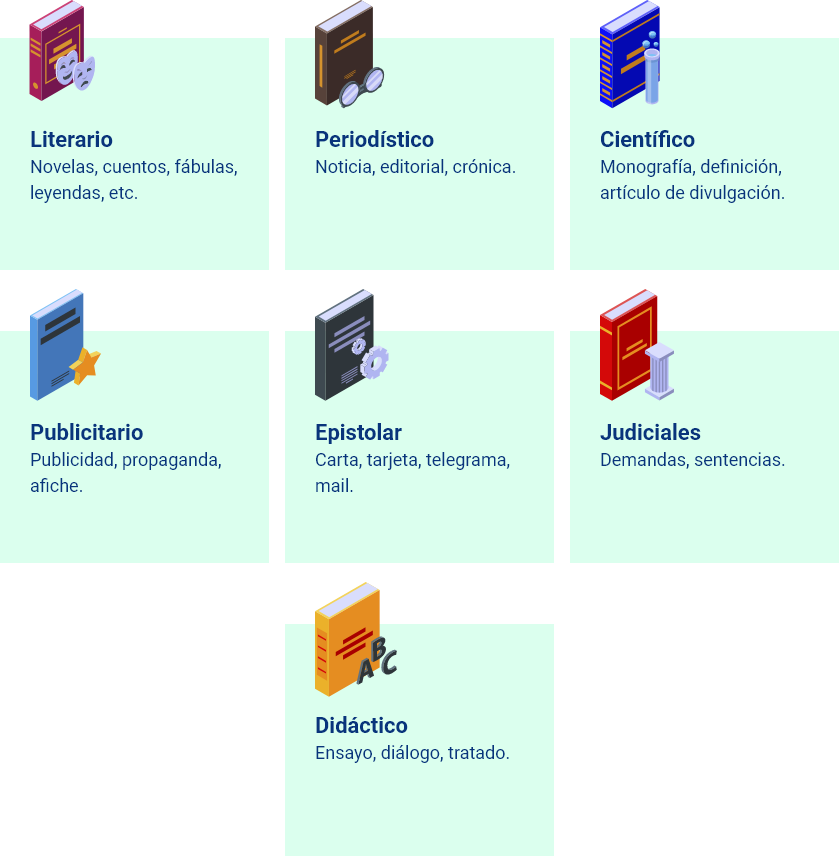 Literario
Novelas, cuentos, fábulas,
leyendas, etc.
Periodístico
Noticia, editorial, crónica.
Científico
Monografía, definición,
artículo de divulgación.
Publicitario
Publicidad, propaganda,
afiche.
Epistolar
Carta, tarjeta, telegrama,
mail.
Judiciales
Demandas, sentencias.
ABC
Didáctico
Ensayo, diálogo, tratado.